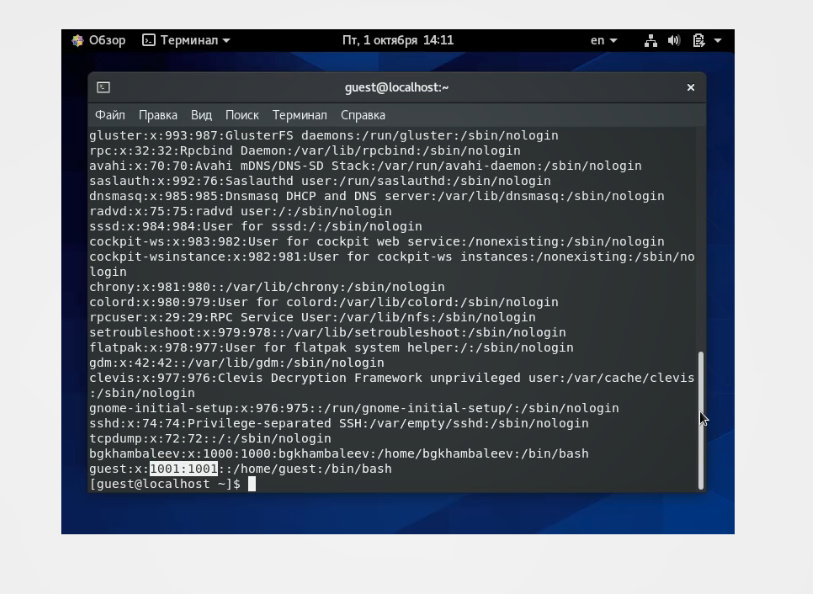 Обзор Терминал Пт, 1 октября 14:11 en
guest@localhost:~ ×
Файл Правка Вид Поиск Терминал Справка
gluster:x:993:987:GlusterFS daemons:/run/gluster:/sbin/nologin
rpc:x:32:32:Rpcbind Daemon:/var/lib/rpcbind:/sbin/nologin
avahi:x:70:70:Avahi mDNS/DNS-SD Stack:/var/run/avahi-daemon:/sbin/nologin
saslauth:x:992:76:Saslauthd user:/run/saslauthd:/sbin/nologin
dnsmasq:x:985:985:Dnsmasq DHCP and DNS server:/var/lib/dnsmasq:/sbin/nologin
radvd:x:75:75:radvd user:/:/sbin/nologin
sssd:x:984:984:User for sssd:/:/sbin/nologin
cockpit-ws:x:983:982:User for cockpit web service:/nonexisting:/sbin/nologin
cockpit-wsinstance:x:982:981:User for cockpit-ws instances:/nonexisting:/sbin/no
login
chrony:x:981:980::/var/lib/chrony:/sbin/nologin
colord:x:980:979:User for colord:/var/lib/colord:/sbin/nologin
rpcuser:x:29:29:RPC Service User:/var/lib/nfs:/sbin/nologin
setroubleshoot:x:979:978::/var/lib/setroubleshoot:/sbin/nologin
flatpak:x:978:977:User for flatpak system helper:/:/sbin/nologin
gdm:x:42:42::/var/lib/gdm:/sbin/nologin
clevis:x:977:976:Clevis Decryption Framework unprivileged user:/var/cache/clevis
:/sbin/nologin
gnome-initial-setup:x:976:975::/run/gnome-initial-setup/:/sbin/nologin
sshd:x:74:74:Privilege-separated SSH:/var/empty/sshd:/sbin/nologin
tcpdump:x:72:72::/:/sbin/nologin
bgkhambaleev:x:1000:1000:bgkhambaleev:/home/bgkhambaleev:/bin/bash
guest:x:1001:1001::/home/guest:/bin/bash
[guest@localhost ~]$